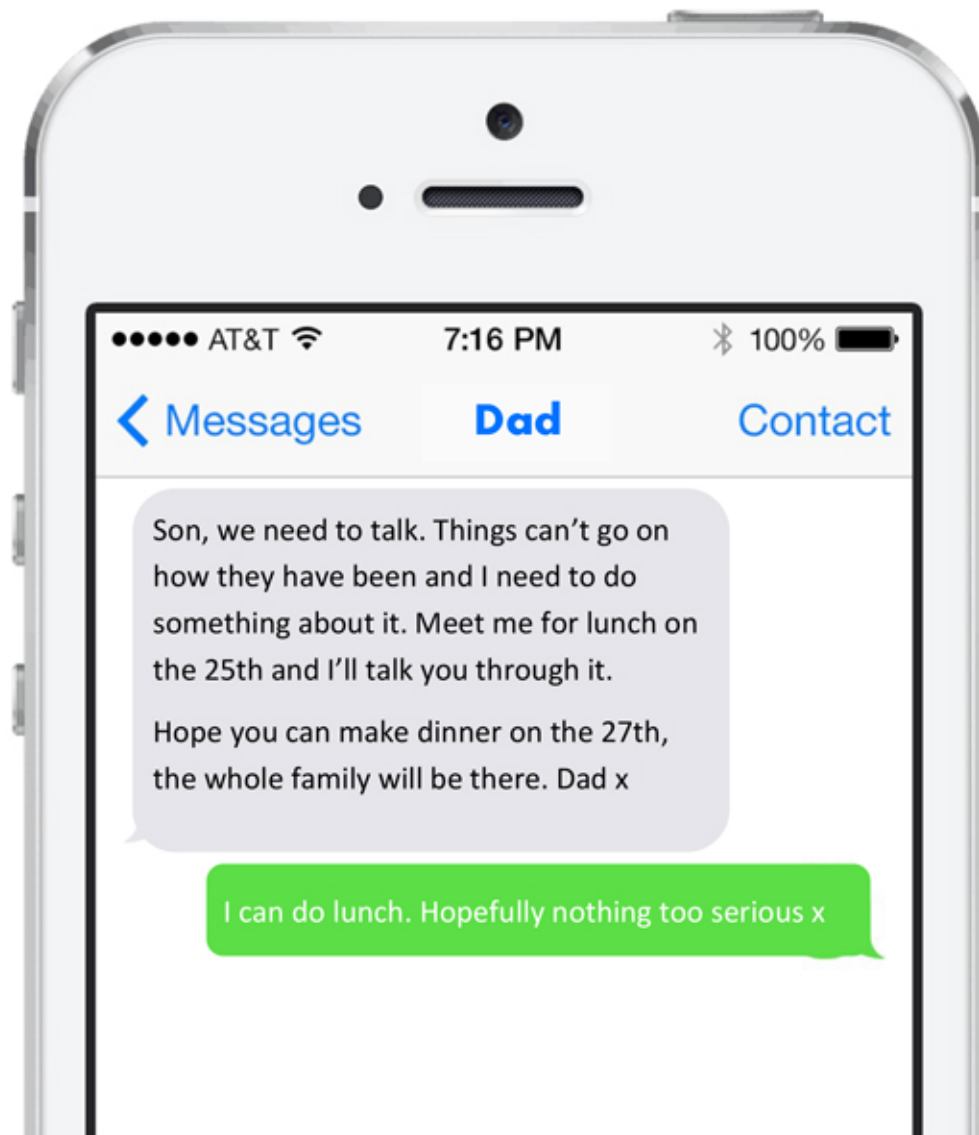 ●●●●● AT&T 7:16 PM 100%
Messages Dad Contact
Son, we need to talk. Things can’t go on
how they have been and I need to do
something about it. Meet me for lunch on
the 25th and I’ll talk you through it.
Hope you can make dinner on the 27th,
the whole family will be there. Dad x
I can do lunch. Hopefully nothing too serious x